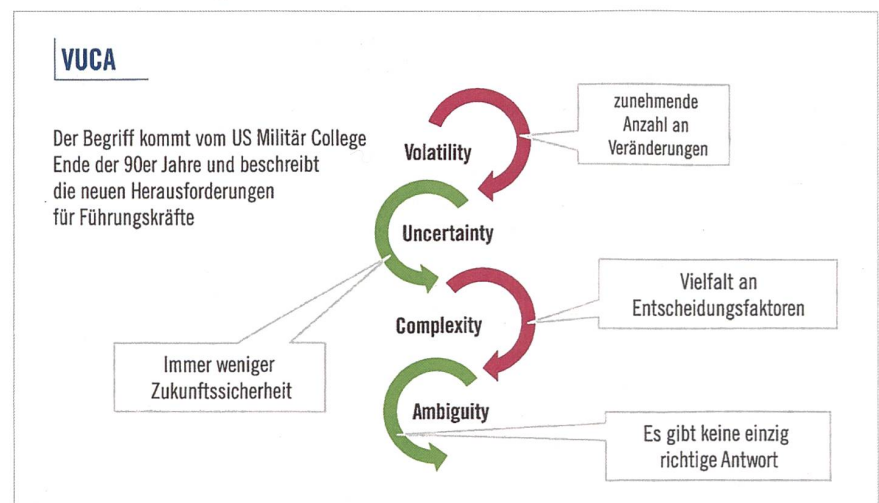 VUCA
Der Begriff kommt vom US Militär College
Ende der 90er Jahre und beschreibt
die neuen Herausforderungen
für Führungskräfte
Volatility
zunehmende
Anzahl an
Veränderungen
Uncertainty
Immer weniger
Zukunftssicherheit
Complexity
Vielfalt an
Entscheidungsfaktoren
Ambiguity
Es gibt keine einzig
richtige Antwort